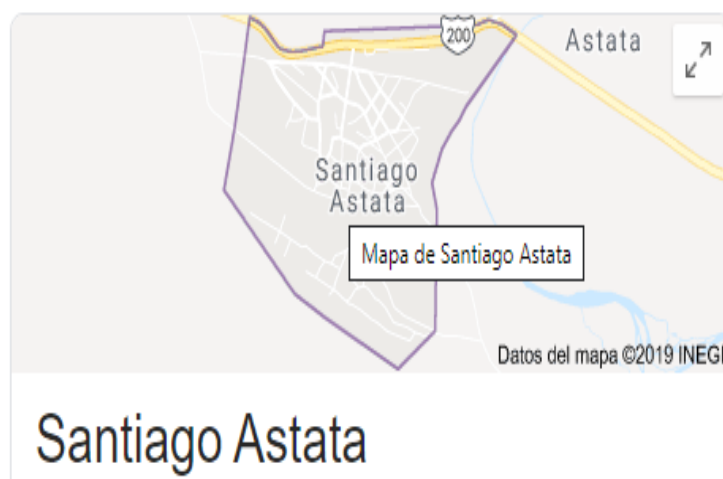 200
Astata
Santiago
Astata
Mapa de Santiago Astata
Datos del mapa ©2019 INEGI
Santiago Astata